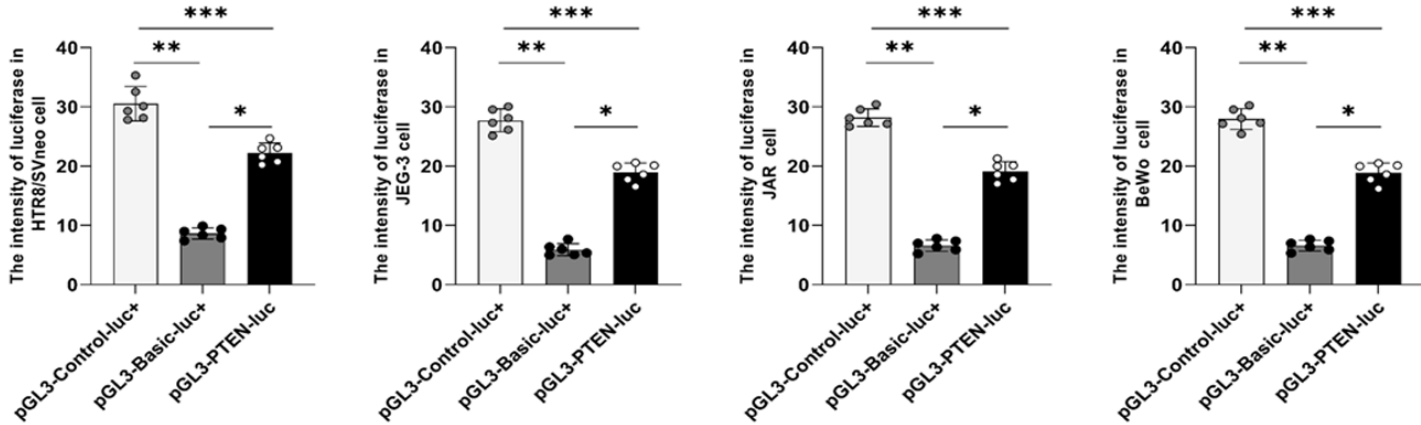 The intensity of luciferase in
HTR8/SVneo cell
***
**
*
40
30
20
10
0
pGL3-Control-luc+
pGL3-Basic-luc+
pGL3-PTEN-luc
The intensity of luciferase in
JEG-3 cell
***
**
*
40
30
20
10
0
pGL3-Control-luc+
pGL3-Basic-luc+
pGL3-PTEN-luc
The intensity of luciferase in
JAR cell
***
**
*
40
30
20
10
0
pGL3-Control-luc+
pGL3-Basic-luc+
pGL3-PTEN-luc
The intensity of luciferase in
BeWo cell
***
**
*
40
30
20
10
0
pGL3-Control-luc+
pGL3-Basic-luc+
pGL3-PTEN-luc